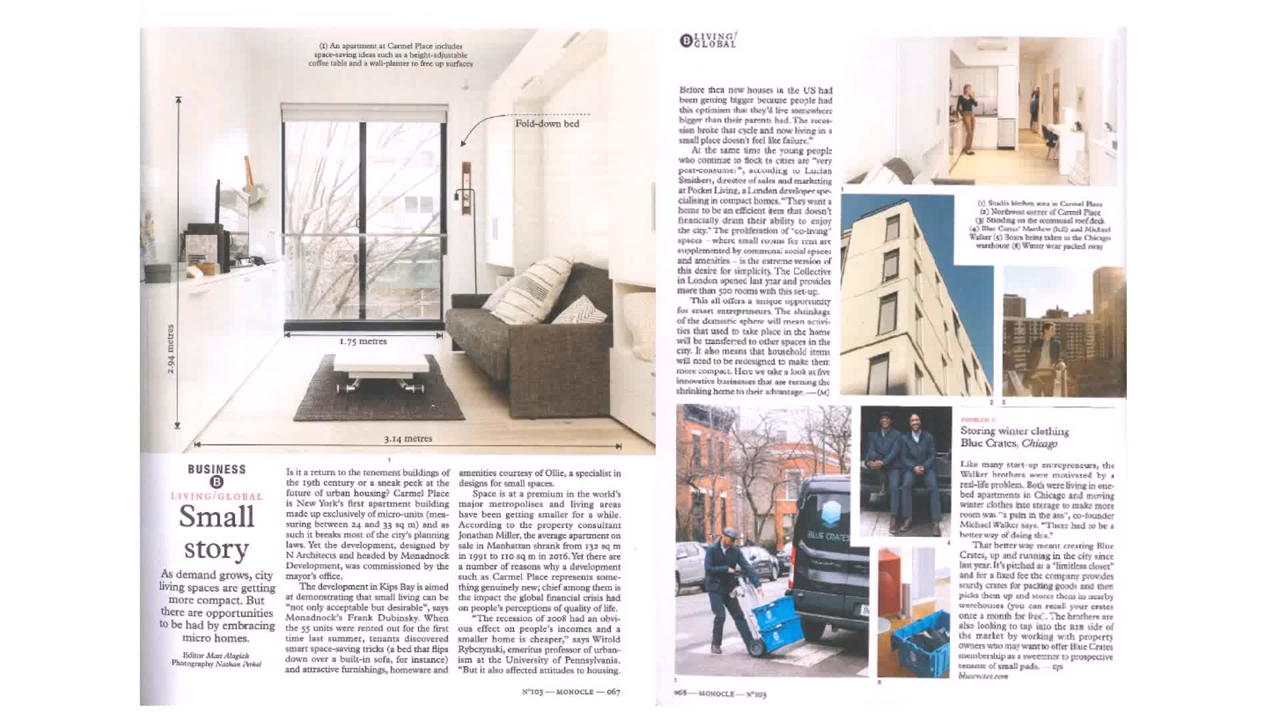 (1) An apartment at Carmel Place includes
space-saving ideas such as a height-adjustable
coffee table and a wall-planter to free up surfaces
Fold-down bed
2.94 metres
1.75 metres
3.14 metres
1
BUSINESS
B
LIVING/GLOBAL
Small
story
As demand grows, city
living spaces are getting
more compact. But
there are opportunities
to be had by embracing
micro homes.
Editor Matt Alagiah
Photography Nathan Perkel
Is it a return to the tenement buildings of
the 19th century or a sneak peek at the
future of urban housing? Carmel Place
is New York's first apartment building
made up exclusively of micro-units (mea-
suring between 24 and 33 sq m) and as
such it breaks most of the city's planning
laws. Yet the development, designed by
N Architects and headed by Monadnock
Development, was commissioned by the
mayor's office.
The development in Kips Bay is aimed
at demonstrating that small living can be
"not only acceptable but desirable", says
Monadnock's Frank Dubinsky. When
the 55 units were rented out for the first
time last summer, tenants discovered
smart space-saving tricks (a bed that flips
down over a built-in sofa, for instance)
and attractive furnishings, homeware and
amenities courtesy of Ollie, a specialist in
designs for small spaces.
Space is at a premium in the world's
major metropolises and living areas
have been getting smaller for a while.
According to the property consultant
Jonathan Miller, the average apartment on
sale in Manhattan shrank from 132 sq m
in 1991 to 110 sq m in 2016. Yet there are
a number of reasons why a development
such as Carmel Place represents some-
thing genuinely new; chief among them is
the impact the global financial crisis had
on people's perceptions of quality of life.
"The recession of 2008 had an obvi-
ous effect on people's incomes and a
smaller home is cheaper," says Witold
Rybczynski, emeritus professor of urban-
ism at the University of Pennsylvania.
"But it also affected attitudes to housing.
Nº103 — MONOCLE — 067
B LIVING/
GLOBAL
Before then new houses in the US had
been getting bigger because people had
this optimism that they'd live somewhere
bigger than their parents had. The reces-
sion broke that cycle and now living in a
small place doesn't feel like failure."
At the same time the young people
who continue to flock to cities are "very
post-consumer", according to Lucian
Smithers, director of sales and marketing
at Pocket Living, a London developer spe-
cialising in compact homes. "They want a
home to be an efficient item that doesn't
financially drain their ability to enjoy
the city." The proliferation of "co-living"
spaces – where small rooms for rent are
supplemented by communal social spaces
and amenities – is the extreme version of
this desire for simplicity. The Collective
in London opened last year and provides
more than 500 rooms with this set-up.
This all offers a unique opportunity
for smart entrepreneurs. The shrinkage
of the domestic sphere will mean activi-
ties that used to take place in the home
will be transferred to other spaces in the
city. It also means that household items
will need to be redesigned to make them
more compact. Here we take a look at five
innovative businesses that are turning the
shrinking home to their advantage. — (M)
1
(1) Studio kitchen area in Carmel Place
(2) Northwest corner of Carmel Place
(3) Standing on the communal roof deck
(4) Blue Crates' Matthew (left) and Michael
Walker (5) Boxes being taken to the Chicago
warehouse (6) Winter wear packed away
2 3
BLUE CRATES
4
5
6
PROBLEM 1:
Storing winter clothing
Blue Crates, Chicago
Like many start-up entrepreneurs, the
Walker brothers were motivated by a
real-life problem. Both were living in one-
bed apartments in Chicago and moving
winter clothes into storage to make more
room was "a pain in the ass", co-founder
Michael Walker says. "There had to be a
better way of doing this."
That better way meant creating Blue
Crates, up and running in the city since
last year. It's pitched as a "limitless closet"
and for a fixed fee the company provides
sturdy crates for packing goods and then
picks them up and stores them in nearby
warehouses (you can recall your crates
once a month for free). The brothers are
also looking to tap into the B2B side of
the market by working with property
owners who may want to offer Blue Crates
membership as a sweetener to prospective
tenants of small pads. — EJS
bluecrates.com
068 — MONOCLE — Nº103